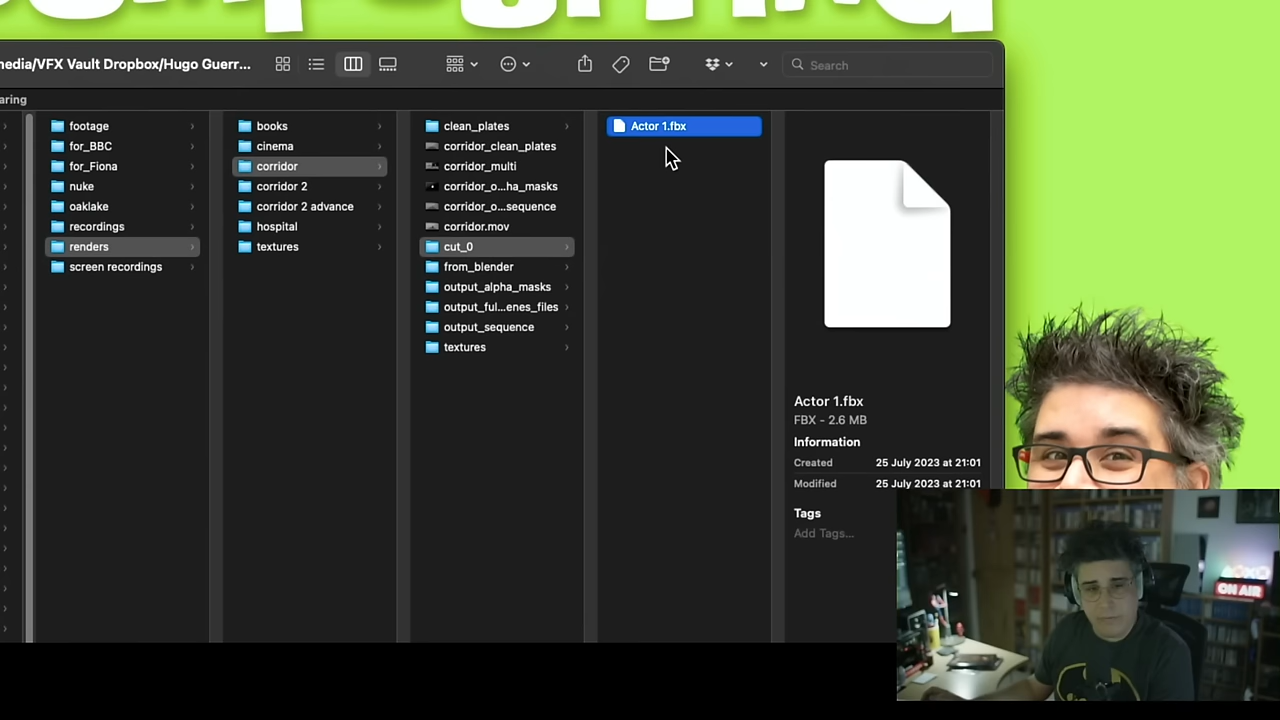 nedia/VFX Vault Dropbox/Hugo Guerr...
Search
aring
footage
for_BBC
for_Fiona
nuke
oaklake
recordings
renders
screen recordings
books
cinema
corridor
corridor 2
corridor 2 advance
hospital
textures
clean_plates
corridor_clean_plates
corridor_multi
corridor_o...ha_masks
corridor_o...sequence
corridor.mov
cut_0
from_blender
output_alpha_masks
output_ful...enes_files
output_sequence
textures
Actor 1.fbx
Actor 1.fbx
FBX - 2.6 MB
Information
Created 25 July 2023 at 21:01
Modified 25 July 2023 at 21:01
Tags
Add Tags...
ON AIR